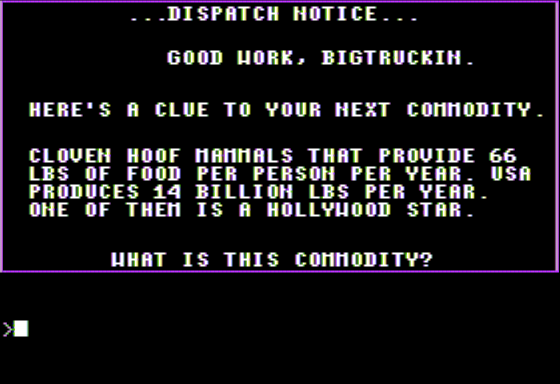 ...DISPATCH NOTICE...
GOOD WORK, BIGTRUCKIN.
HERE'S A CLUE TO YOUR NEXT COMMODITY.
CLOVEN HOOF MAMMALS THAT PROVIDE 66
LBS OF FOOD PER PERSON PER YEAR. USA
PRODUCES 14 BILLION LBS PER YEAR.
ONE OF THEM IS A HOLLYWOOD STAR.
WHAT IS THIS COMMODITY?
>